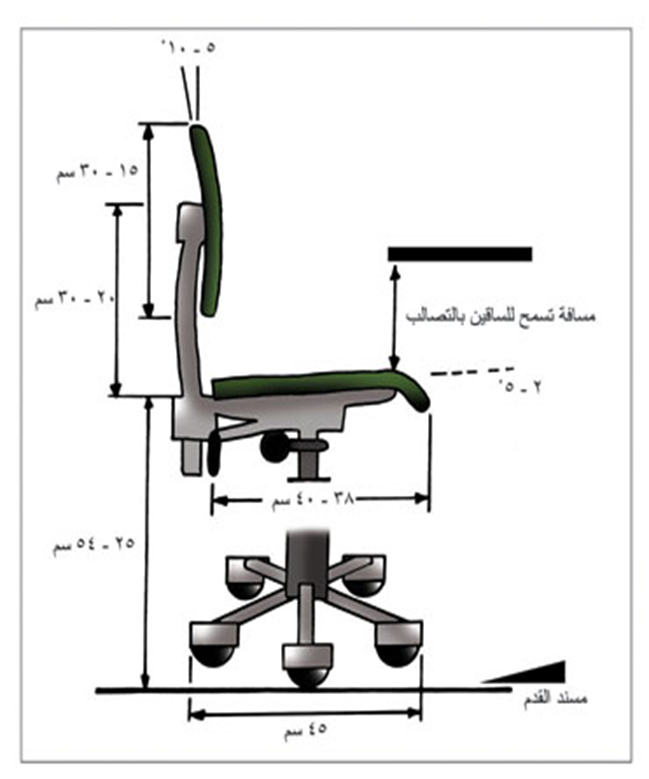 ٥ - ١٠°
١٥ - ٣٠ سم
٢٠ - ٣٠ سم
مسافة تسمح للساقين بالتصالب
٢ - ٥°
٣٨ - ٤٠ سم
٢٥ - ٥٤ سم
مسند القدم
٤٥ سم